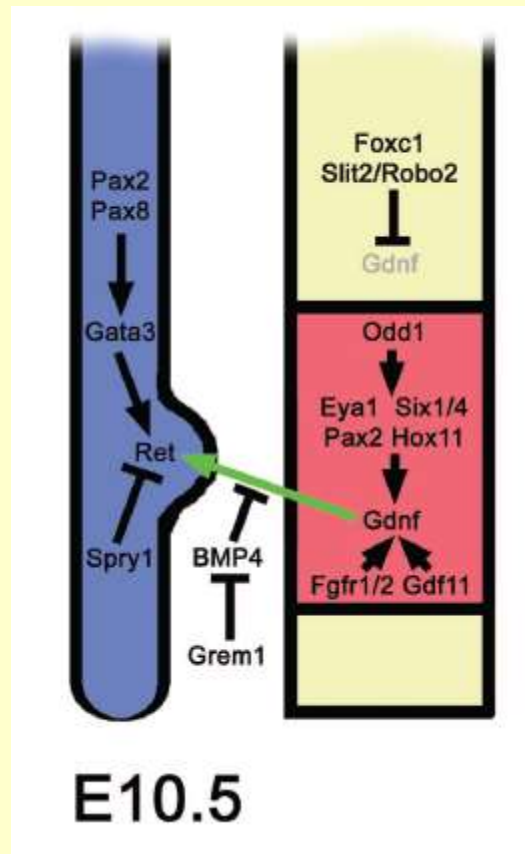 Pax2
Pax8
Gata3
Ret
Spry1
BMP4
Grem1
Foxc1
Slit2/Robo2
Gdnf
Odd1
Eya1 Six1/4
Pax2 Hox11
Gdnf
Fgfr1/2 Gdf11
E10.5